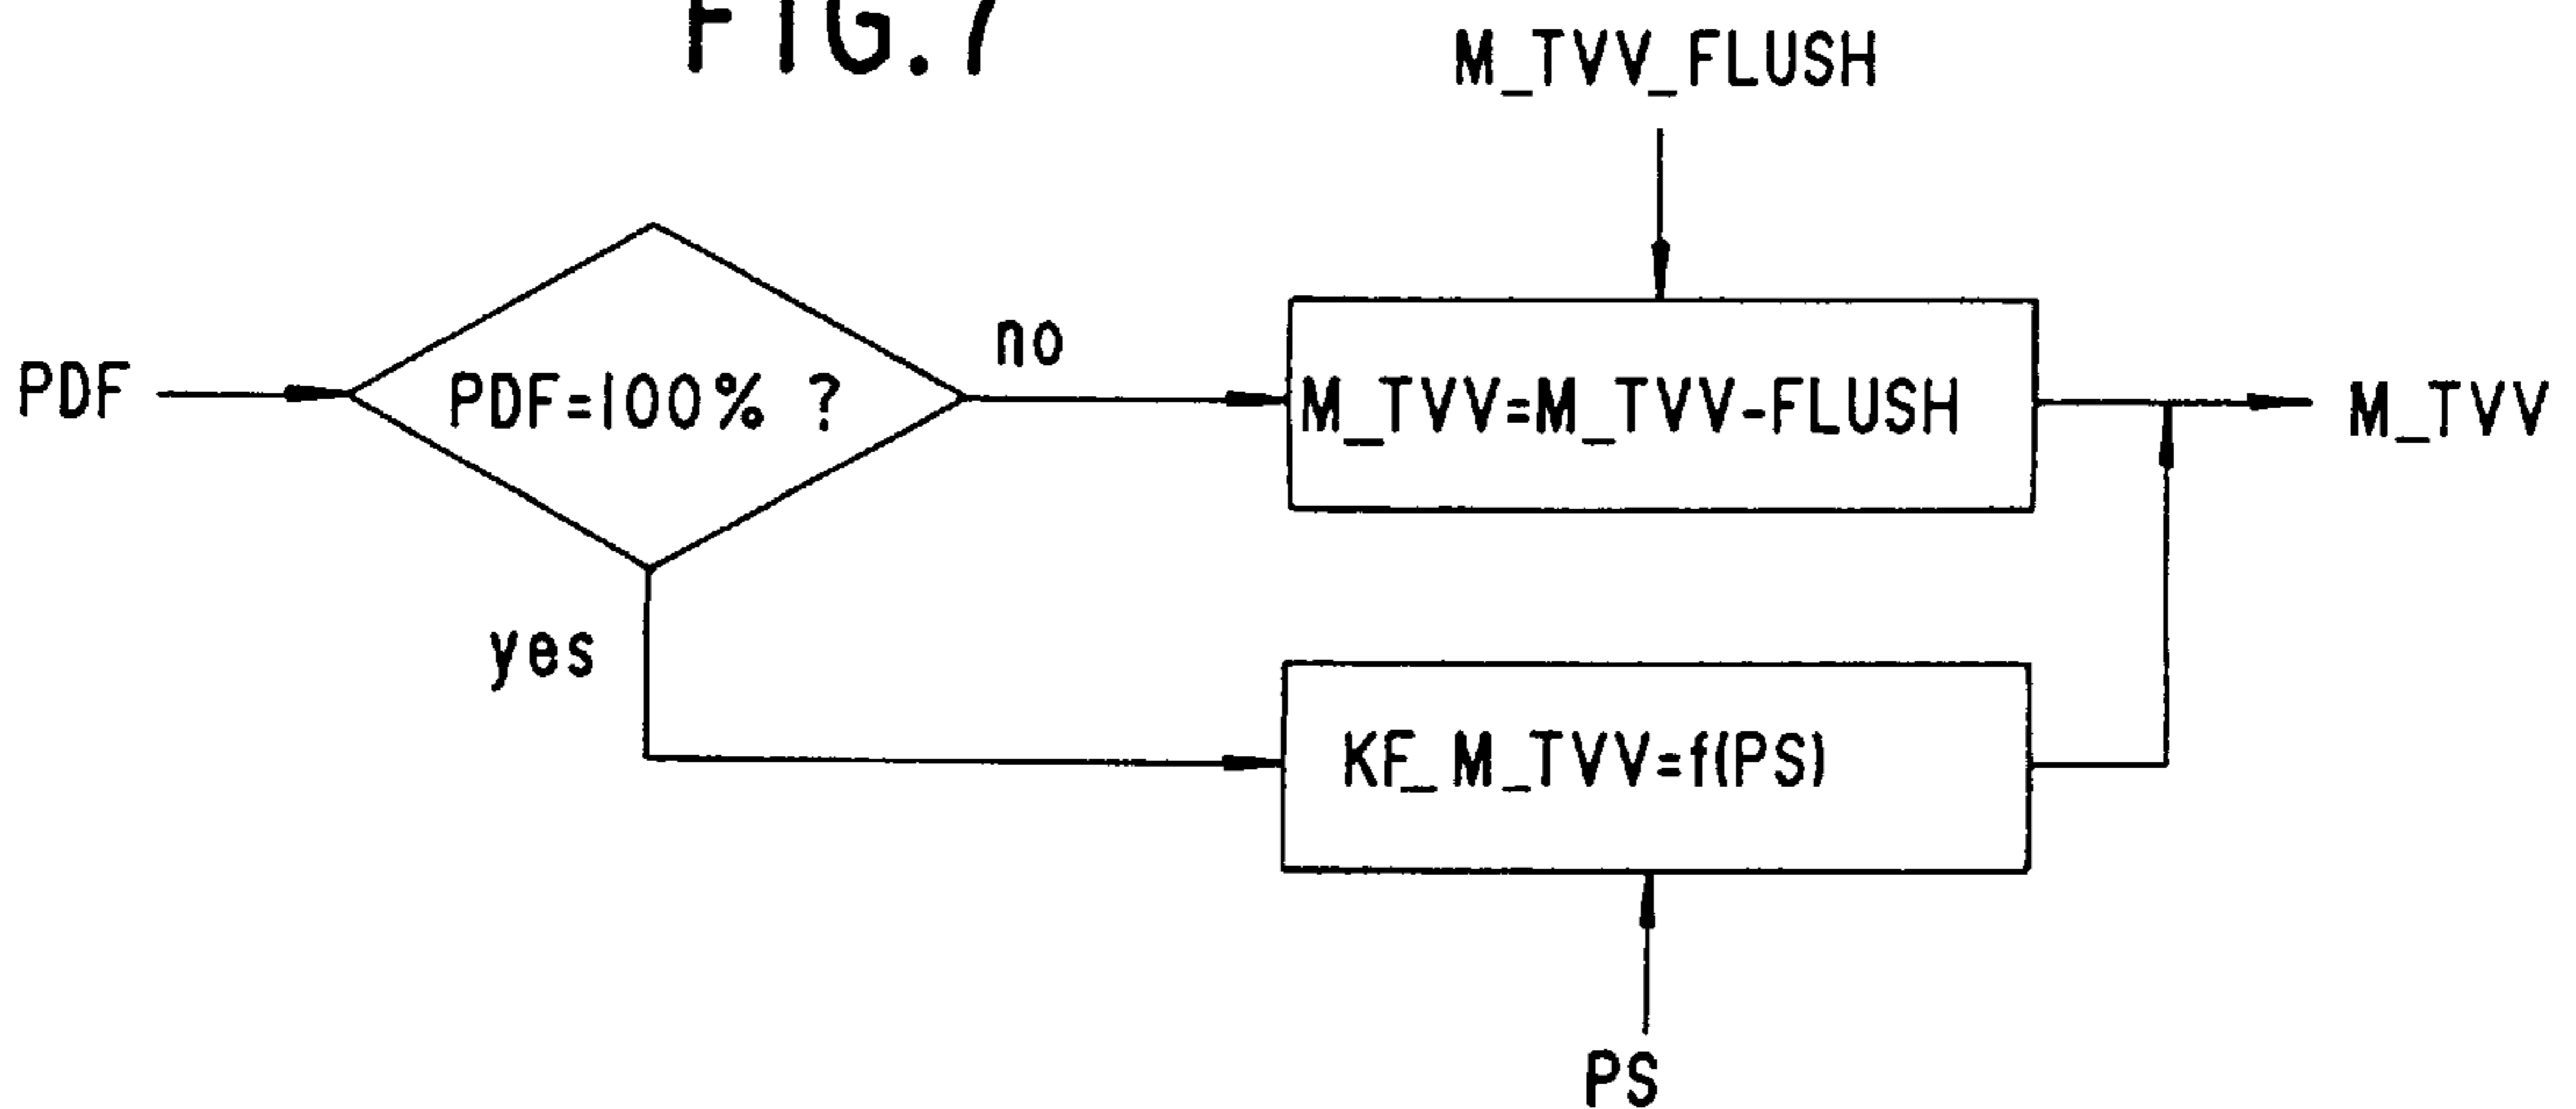 FIG.7
M_TVV_FLUSH
PDF
PDF=100% ?
no
M_TVV=M_TVV-FLUSH
M_TVV
yes
KF_M_TVV=f(PS)
PS